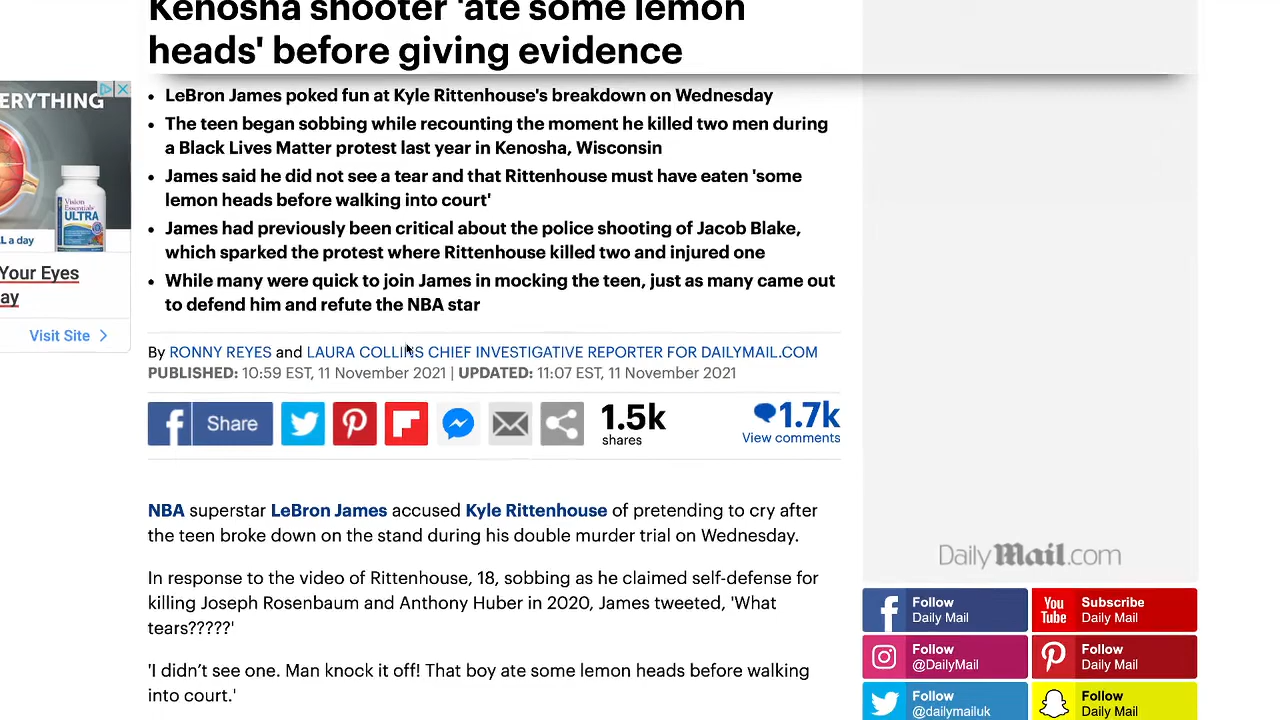 Kenosha shooter 'ate some lemon
heads' before giving evidence
• LeBron James poked fun at Kyle Rittenhouse's breakdown on Wednesday
• The teen began sobbing while recounting the moment he killed two men during
a Black Lives Matter protest last year in Kenosha, Wisconsin
• James said he did not see a tear and that Rittenhouse must have eaten 'some
lemon heads before walking into court'
• James had previously been critical about the police shooting of Jacob Blake,
which sparked the protest where Rittenhouse killed two and injured one
• While many were quick to join James in mocking the teen, just as many came out
to defend him and refute the NBA star
By RONNY REYES and LAURA COLLINS CHIEF INVESTIGATIVE REPORTER FOR DAILYMAIL.COM
PUBLISHED: 10:59 EST, 11 November 2021 | UPDATED: 11:07 EST, 11 November 2021
Share
1.5k
shares
1.7k
View comments
NBA superstar LeBron James accused Kyle Rittenhouse of pretending to cry after
the teen broke down on the stand during his double murder trial on Wednesday.
In response to the video of Rittenhouse, 18, sobbing as he claimed self-defense for
killing Joseph Rosenbaum and Anthony Huber in 2020, James tweeted, 'What
tears?????'
'I didn't see one. Man knock it off! That boy ate some lemon heads before walking
into court.'
ERYTHING
Vision
Essentials
ULTRA
L a day
Your Eyes
ay
Visit Site
Daily Mail.com
Follow
Daily Mail
You
Tube
Subscribe
Daily Mail
Follow
@DailyMail
Follow
Daily Mail
Follow
@dailymailuk
Follow
Daily Mail